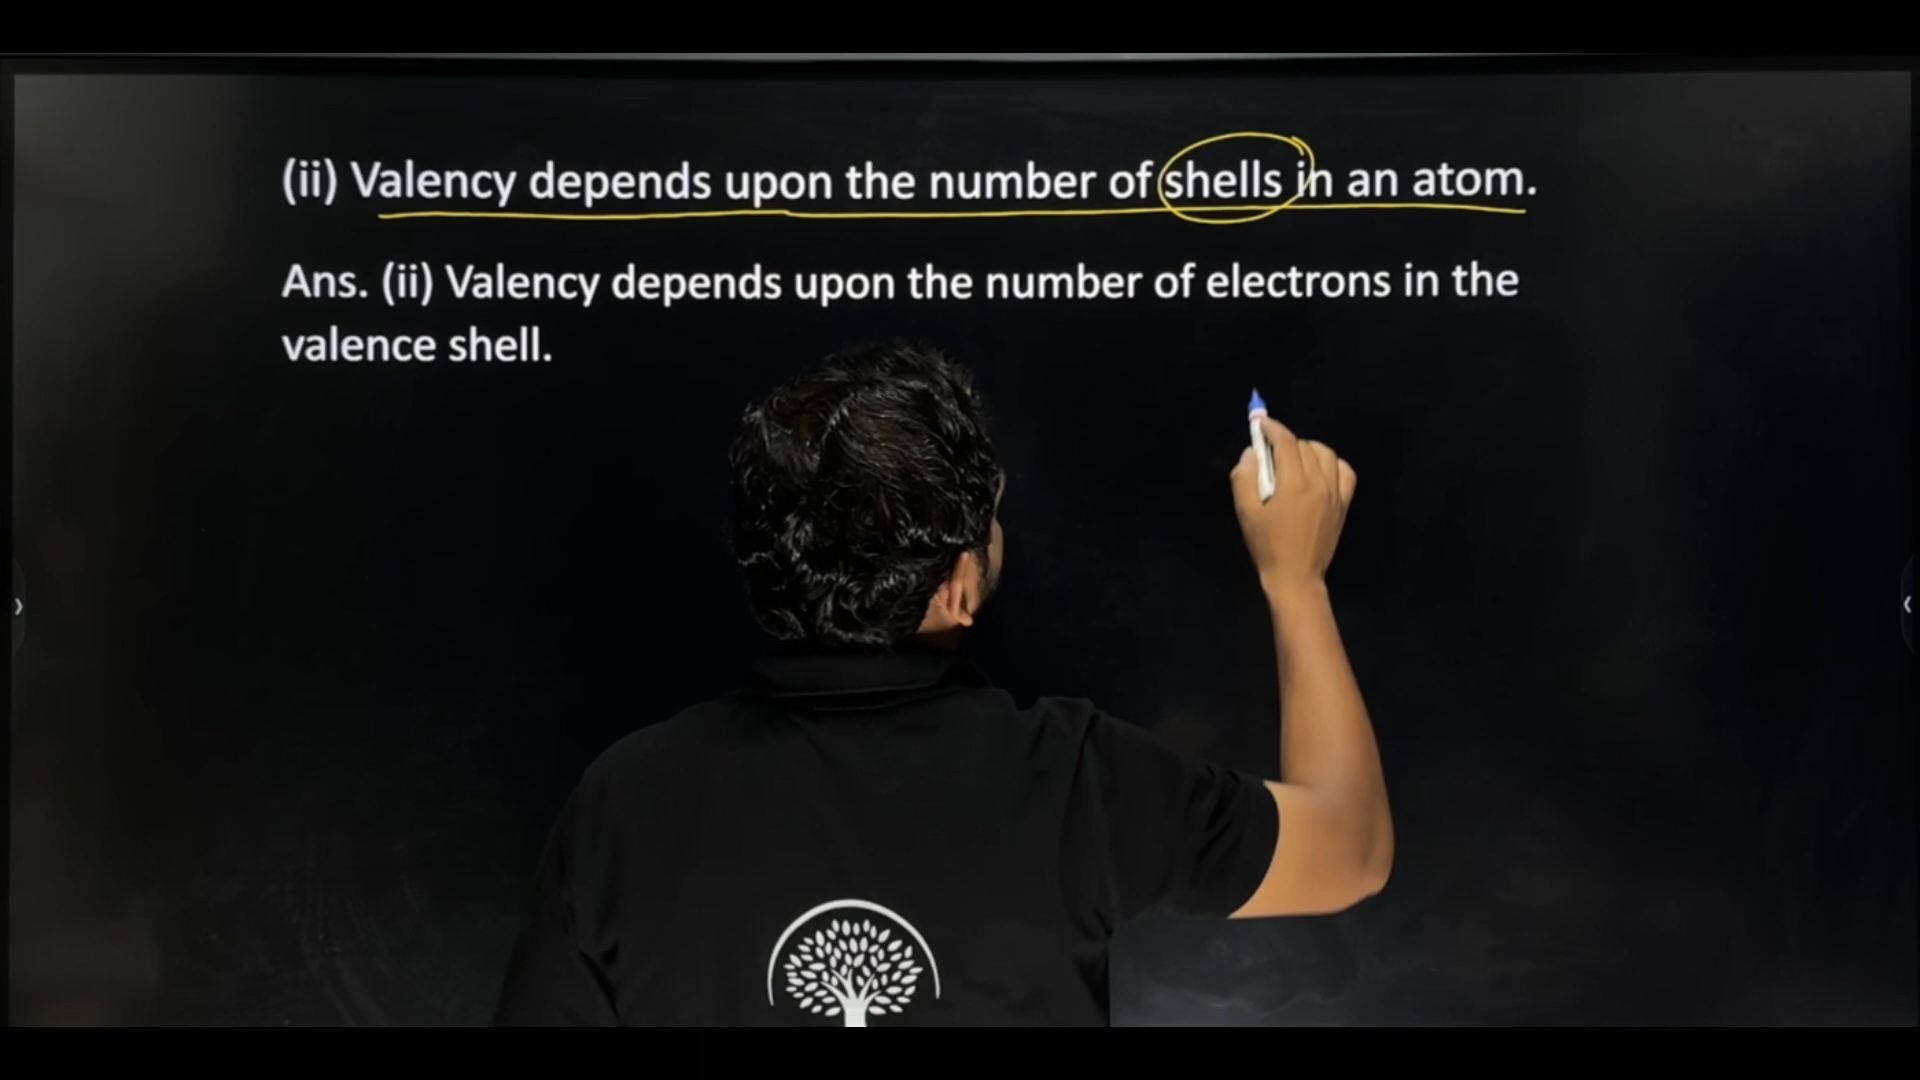 (ii) Valency depends upon the number of shells in an atom.
Ans. (ii) Valency depends upon the number of electrons in the
valence shell.